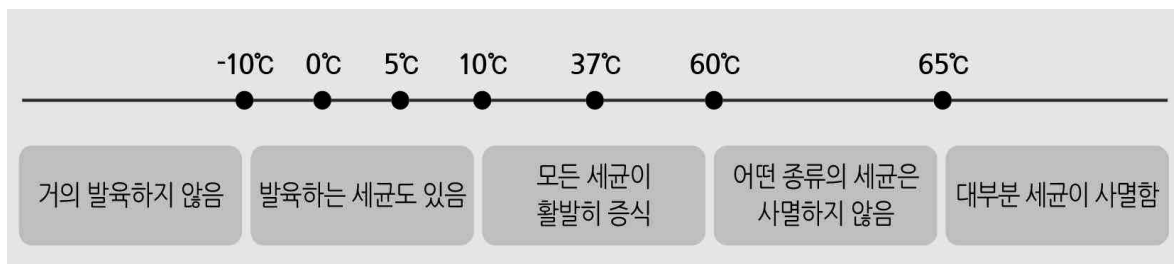 -10℃ 0℃ 5℃ 10℃ 37℃ 60℃ 65℃
거의 발육하지 않음
발육하는 세균도 있음
모든 세균이
활발히 증식
어떤 종류의 세균은
사멸하지 않음
대부분 세균이 사멸함